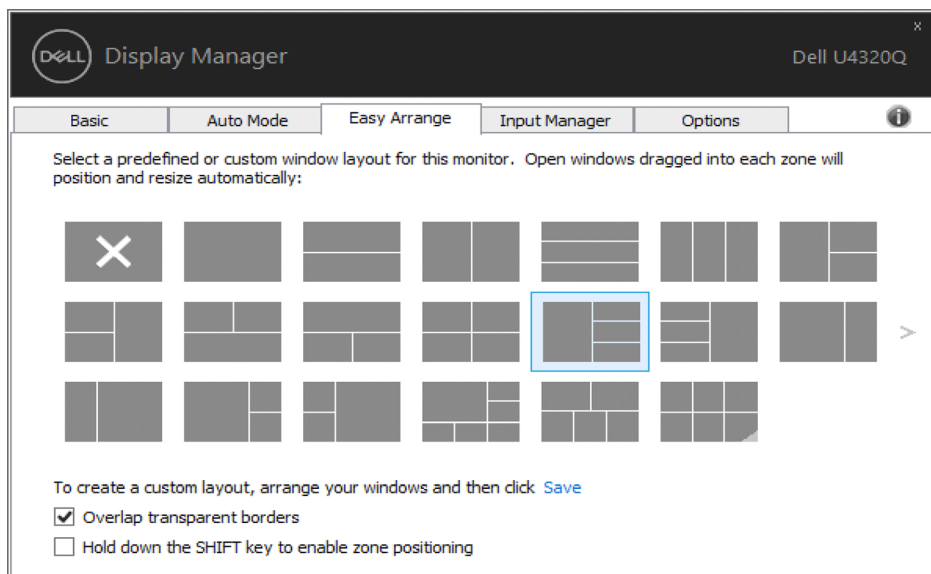 x
DELL Display Manager
Dell U4320Q
Basic Auto Mode Easy Arrange Input Manager Options i
Select a predefined or custom window layout for this monitor. Open windows dragged into each zone will
position and resize automatically:
>
To create a custom layout, arrange your windows and then click Save
Overlap transparent borders
Hold down the SHIFT key to enable zone positioning